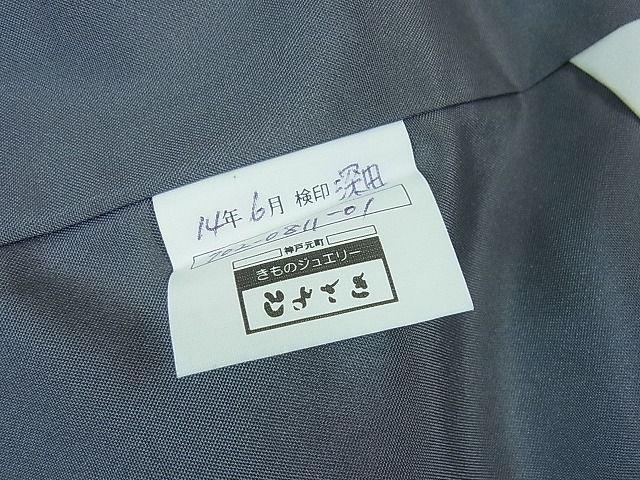 14年 6月 検印 深田
202-0811-01
神戸元町
きものジュエリー